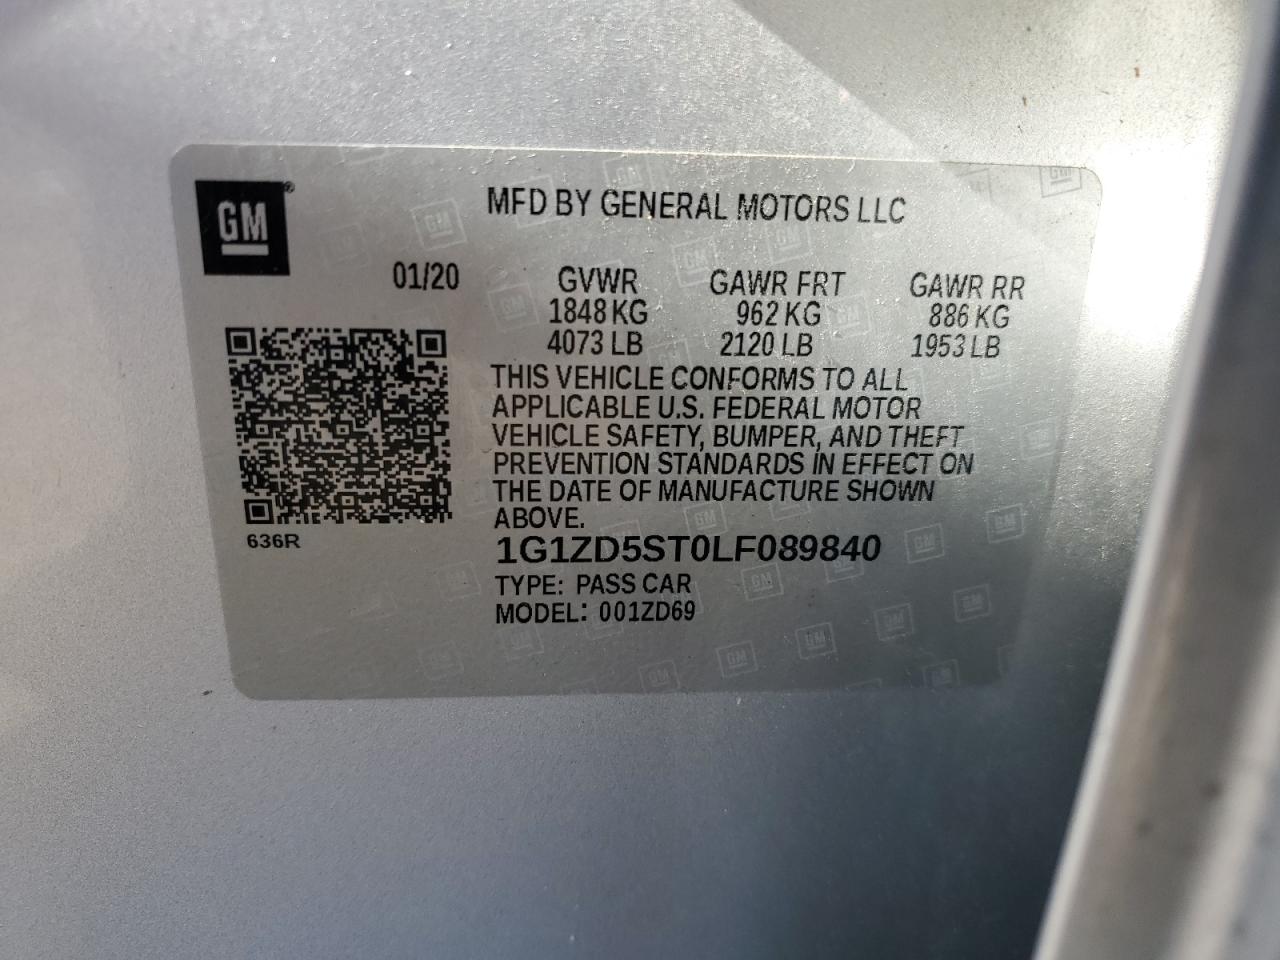 GM®
MFD BY GENERAL MOTORS LLC
01/20
GVWR GAWR FRT GAWR RR
1848 KG 962 KG 886 KG
4073 LB 2120 LB 1953 LB
THIS VEHICLE CONFORMS TO ALL
APPLICABLE U.S. FEDERAL MOTOR
VEHICLE SAFETY, BUMPER, AND THEFT
PREVENTION STANDARDS IN EFFECT ON
THE DATE OF MANUFACTURE SHOWN
ABOVE.
636R
1G1ZD5ST0LF089840
TYPE: PASS CAR
MODEL: 001ZD69